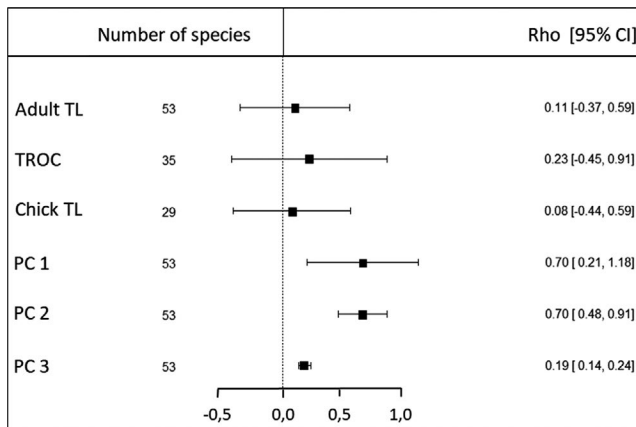 Number of species Rho [95% CI]
Adult TL 53 0.11 [-0.37, 0.59]
TROC 35 0.23 [-0.45, 0.91]
Chick TL 29 0.08 [-0.44, 0.59]
PC 1 53 0.70 [ 0.21, 1.18]
PC 2 53 0.70 [ 0.48, 0.91]
PC 3 53 0.19 [ 0.14, 0.24]
-0,5 0,0 0,5 1,0